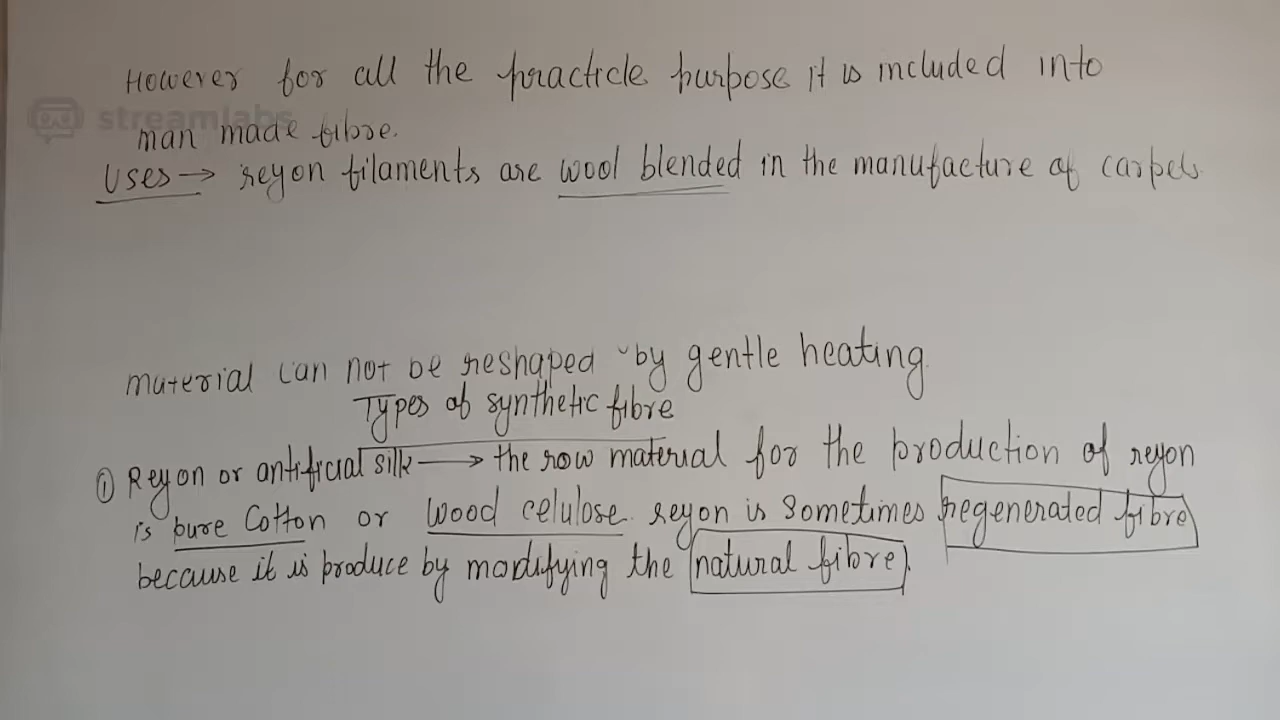 However for all the practicle purpose it is included into
streamlabs
man made fibre.
Uses → reyon filaments are wool blended in the manufacture of carpets
material can not be reshaped by gentle heating
Types of synthetic fibre
① Reyon or antificial silk → the row material for the production of reyon
is pure Cotton or wood celulose. reyon is sometimes regenerated fibre
because it is produce by modifying the natural fibre.